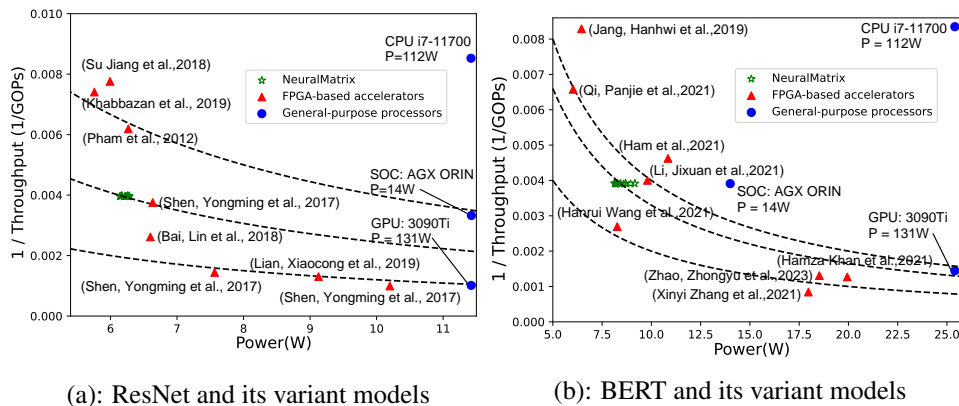 0.010
0.008
0.006
0.004
0.002
0.000
1 / Throughput (1/GOPs)
(Su Jiang et al.,2018)
(Khabbazan et al., 2019)
(Pham et al., 2012)
CPU i7-11700
P=112W
NeuralMatrix
FPGA-based accelerators
General-purpose processors
SOC: AGX ORIN
P=14W
(Shen, Yongming et al., 2017)
GPU: 3090Ti
P = 131W
(Bai, Lin et al., 2018)
(Lian, Xiaocong et al., 2019)
(Shen, Yongming et al., 2017)
(Shen, Yongming et al., 2017)
6 7 8 9 10 11
Power(W)
(a): ResNet and its variant models
0.008
0.007
0.006
0.005
0.004
0.003
0.002
0.001
0.000
1 / Throughput (1/GOPs)
(Jang, Hanhwi et al.,2019)
CPU i7-11700
P = 112W
(Qi, Panjie et al.,2021)
NeuralMatrix
FPGA-based accelerators
General-purpose processors
(Ham et al.,2021)
(Li, Jixuan et al.,2021)
SOC: AGX ORIN
P = 14W
(Hanrui Wang et al,2021)
GPU: 3090Ti
P = 131W
(Hamza Khan et al.,2021)
(Zhao, Zhongyu et al.,2023)
(Xinyi Zhang et al.,2021)
5.0 7.5 10.0 12.5 15.0 17.5 20.0 22.5 25.0
Power(W)
(b): BERT and its variant models